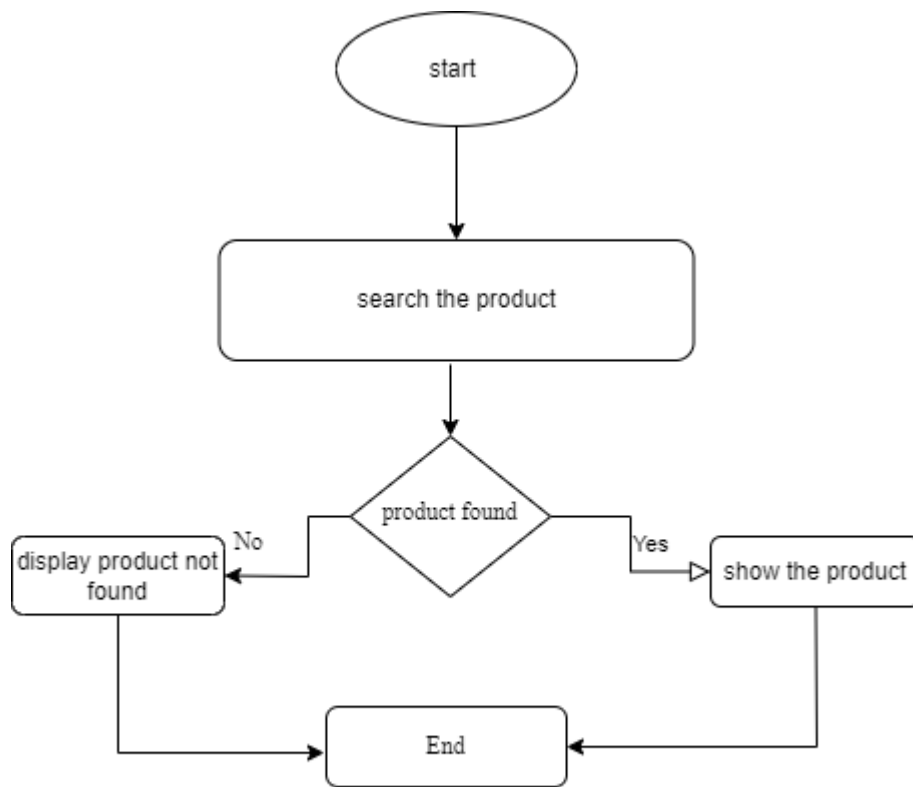 start
search the product
product found
No
Yes
display product not
found
show the product
End